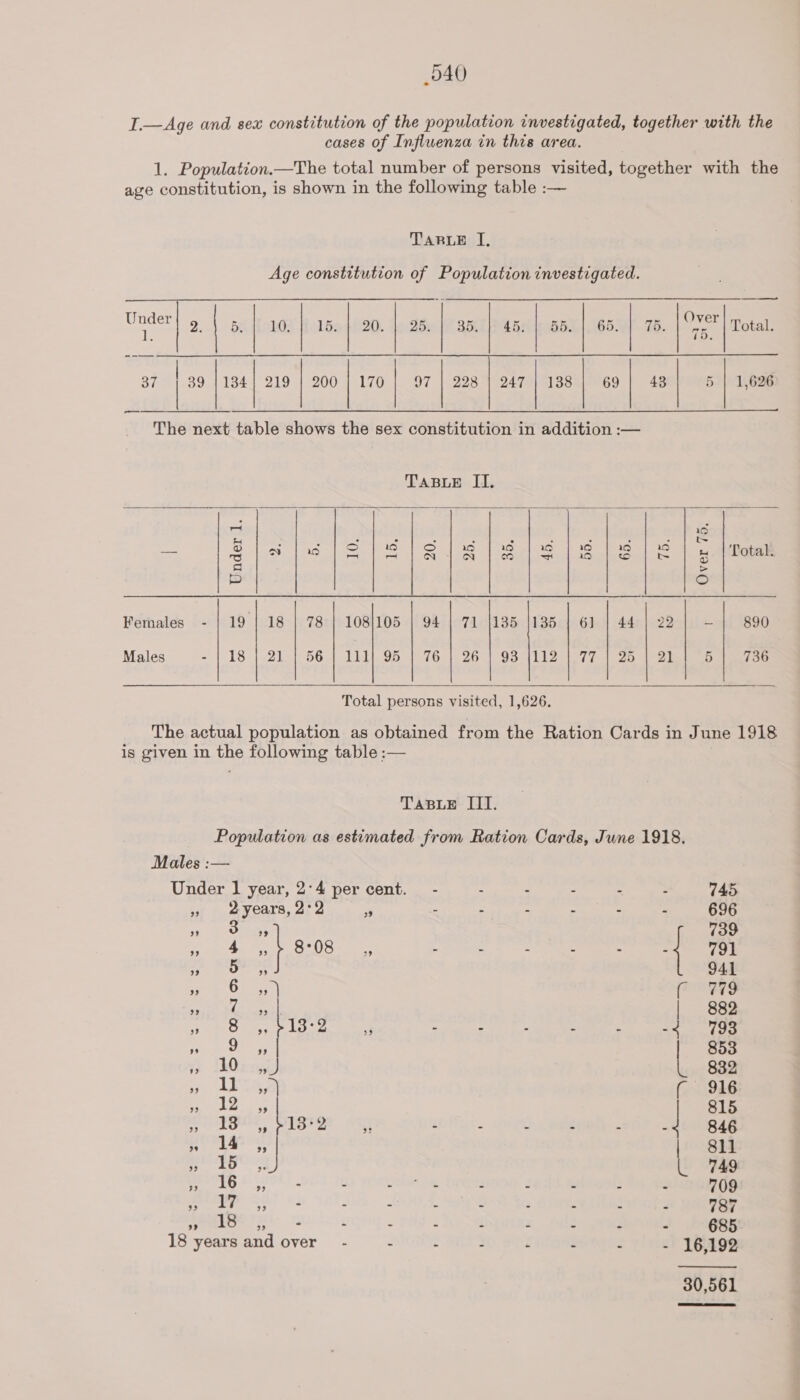 540
I.—Age and sex constitution of the population investigated, together with the
cases of Influenza in this area.
1. Population.—The total number of persons visited, together with the
age constitution, is shown in the following table :—
TABLE I.
Age constitution of Population investigated.
Under 1. | 2. | 5. | 10. | 15. | 20. | 25. | 35. | 45. | 55. | 65. | 75. | Over 75. | Total.
37 | 39 | 134 | 219 | 200 | 170 | 97 | 228 | 247 | 138 | 69 | 43 | 5 | 1,626
The next table shows the sex constitution in addition :—
TABLE II.
— | Under 1. | 2. | 5. | 10. | 15. | 20. | 25. | 35. | 45. | 55. | 65. | 75. | Over 75. | Total.
Females - | 19 | 18 | 78 | 108 | 105 | 94 | 71 | 135 | 135 | 61 | 44 | 22 | – | 890
Males - | 18 | 21 | 56 | 111 | 95 | 76 | 26 | 93 | 112 | 77 | 25 | 21 | 5 | 736
Total persons visited, 1,626.
The actual population as obtained from the Ration Cards in June 1918
is given in the following table :—
TABLE III.
Population as estimated from Ration Cards, June 1918.
Males :—
Under 1 year, 2·4 per cent. - - - - - - 745
„ 2 years, 2·2 „ - - - - - - 696
„ 3 „ 739
„ 4 „ } 8·08 „ - - - - - -{ 791
„ 5 „ 941
„ 6 „ 779
„ 7 „ 882
„ 8 „ } 13·2 „ - - - - - -{ 793
„ 9 „ 853
„ 10 „ 832
„ 11 „ 916
„ 12 „ 815
„ 13 „ } 13·2 „ - - - - - -{ 846
„ 14 „ 811
„ 15 „ 749
„ 16 „ - - - - - - - - - 709
„ 17 „ - - - - - - - - - 787
„ 18 „ - - - - - - - - - 685
18 years and over - - - - - - - - 16,192
30,561